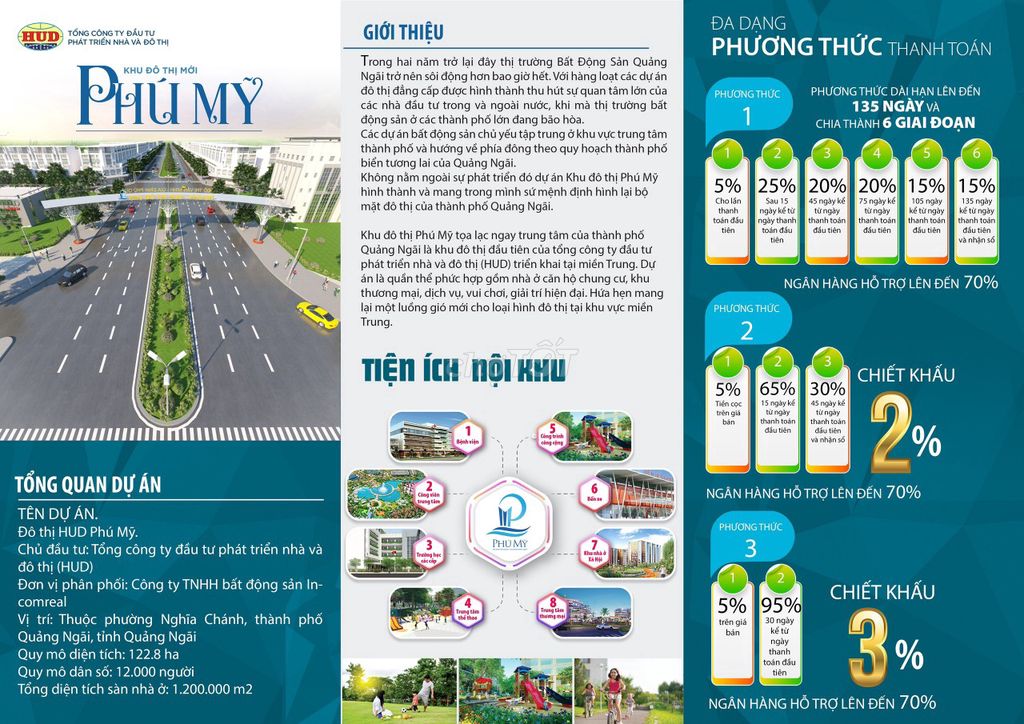 HUD
TỔNG CÔNG TY ĐẦU TƯ
PHÁT TRIỂN NHÀ VÀ ĐÔ THỊ
KHU ĐÔ THỊ MỚI
PHÚ MỸ
TỔNG QUAN DỰ ÁN
TÊN DỰ ÁN.
Đô thị HUD Phú Mỹ.
Chủ đầu tư: Tổng công ty đầu tư phát triển nhà và
đô thị (HUD)
Đơn vị phân phối: Công ty TNHH bất động sản In-
comreal
Vị trí: Thuộc phường Nghĩa Chánh, thành phố
Quảng Ngãi, tỉnh Quảng Ngãi
Quy mô diện tích: 122.8 ha
Quy mô dân số: 12.000 người
Tổng diện tích sàn nhà ở: 1.200.000 m2
GIỚI THIỆU
Trong hai năm trở lại đây thị trường Bất Động Sản Quảng
Ngãi trở nên sôi động hơn bao giờ hết. Với hàng loạt các dự án
đô thị đẳng cấp được hình thành thu hút sự quan tâm lớn của
các nhà đầu tư trong và ngoài nước, khi mà thị trường bất
động sản ở các thành phố lớn đang bão hòa.
Các dự án bất động sản chủ yếu tập trung ở khu vực trung tâm
thành phố và hướng về phía đông theo quy hoạch thành phố
biển tương lai của Quảng Ngãi.
Không nằm ngoài sự phát triển đó dự án Khu đô thị Phú Mỹ
hình thành và mang trong mình sứ mệnh định hình lại bộ
mặt đô thị của thành phố Quảng Ngãi.
Khu đô thị Phú Mỹ tọa lạc ngay trung tâm của thành phố
Quảng Ngãi là khu đô thị đầu tiên của tổng công ty đầu tư
phát triển nhà và đô thị (HUD) triển khai tại miền Trung. Dự
án là quần thể phức hợp gồm nhà ở căn hộ chung cư, khu
thương mại, dịch vụ, vui chơi, giải trí hiện đại. Hứa hẹn mang
lại một luồng gió mới cho loại hình đô thị tại khu vực miền
Trung.
TIỆN ÍCH NỘI KHU
1
Bệnh viện
2
Công viên
trung tâm
3
Trường học
các cấp
4
Trung tâm
thể thao
5
Công trình
công cộng
6
Bến xe
7
Khu nhà ở
Xã Hội
8
Trung tâm
thương mại
PHÚ MỸ
ĐA DẠNG
PHƯƠNG THỨC THANH TOÁN
PHƯƠNG THỨC
1
PHƯƠNG THỨC DÀI HẠN LÊN ĐẾN
135 NGÀY VÀ
CHIA THÀNH 6 GIAI ĐOẠN
1
5%
Cho lần
thanh
toán đầu
tiên
2
25%
Sau 15
ngày kể từ
ngày thanh
toán đầu
tiên
3
20%
45 ngày kể
từ ngày
thanh toán
đầu tiên
4
20%
75 ngày kể
từ ngày
thanh toán
đầu tiên
5
15%
105 ngày
kể từ ngày
thanh toán
đầu tiên
6
15%
135 ngày
kể từ ngày
thanh toán
đầu tiên
và nhận sổ
NGÂN HÀNG HỖ TRỢ LÊN ĐẾN 70%
PHƯƠNG THỨC
2
1
5%
Tiền cọc
trên giá
bán
2
65%
15 ngày kể
từ ngày
thanh toán
đầu tiên
3
30%
45 ngày kể
từ ngày
thanh toán
đầu tiên
và nhận sổ
CHIẾT KHẤU
2%
NGÂN HÀNG HỖ TRỢ LÊN ĐẾN 70%
PHƯƠNG THỨC
3
1
5%
trên giá
bán
2
95%
30 ngày
kể từ
ngày
thanh
toán đầu
tiên
CHIẾT KHẤU
3%
NGÂN HÀNG HỖ TRỢ LÊN ĐẾN 70%